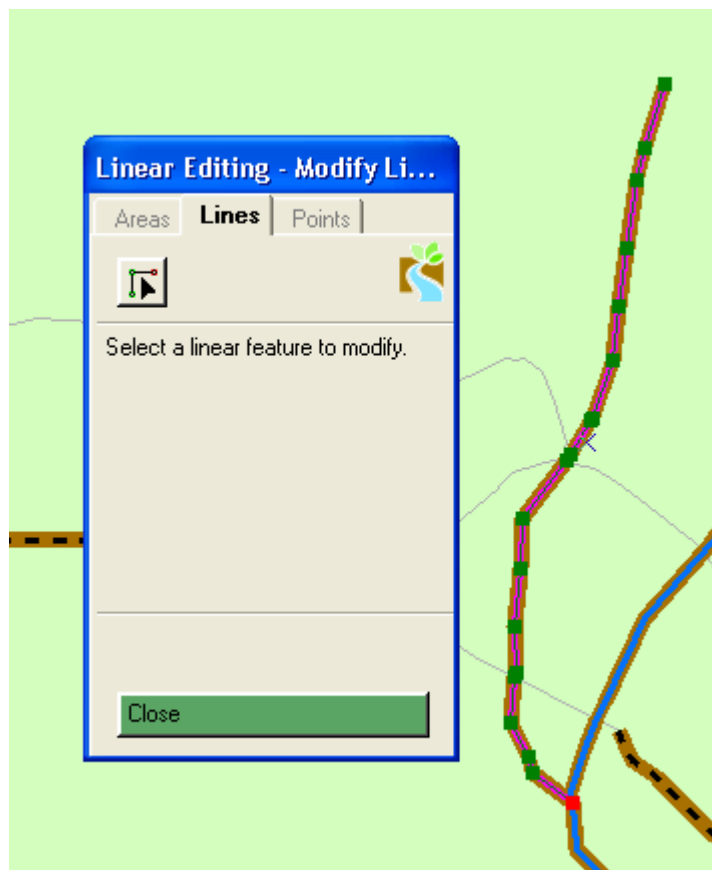 Linear Editing - Modify Li...
Areas Lines Points
Select a linear feature to modify.
Close